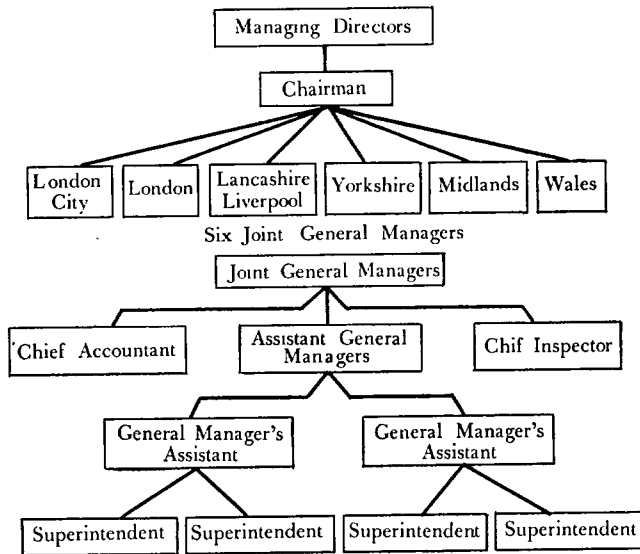 Managing Directors
Chairman
London City
London
Lancashire Liverpool
Yorkshire
Midlands
Wales
Six Joint General Managers
Joint General Managers
Chief Accountant
Assistant General Managers
Chif Inspector
General Manager's Assistant
General Manager's Assistant
Superintendent
Superintendent
Superintendent
Superintendent